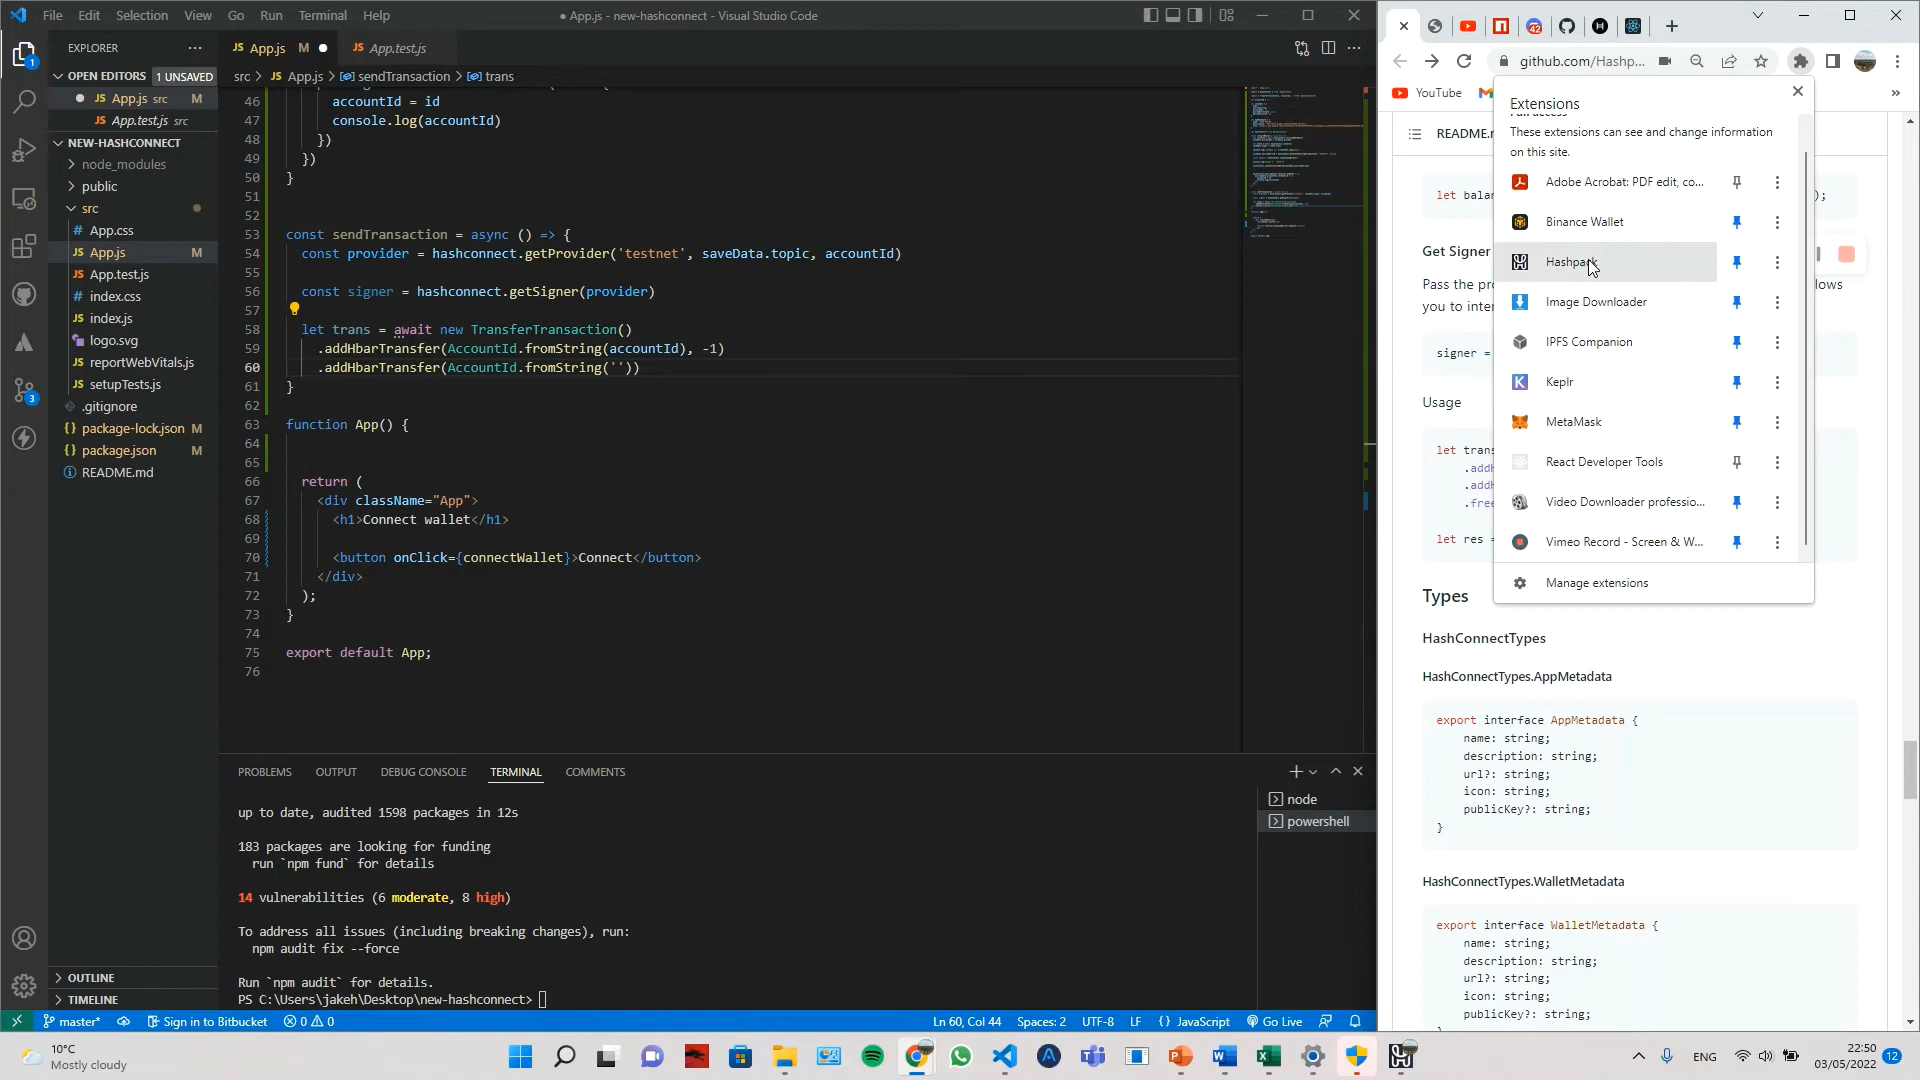 File Edit Selection View Go Run Terminal Help
● App.js - new-hashconnect - Visual Studio Code
EXPLORER
OPEN EDITORS 1 UNSAVED
App.js src M
App.test.js src
NEW-HASHCONNECT
node_modules
public
src
App.css
App.js M
App.test.js
index.css
index.js
logo.svg
reportWebVitals.js
setupTests.js
.gitignore
package-lock.json M
package.json M
README.md
OUTLINE
TIMELINE
App.js M
App.test.js
src > App.js > sendTransaction > trans
46 accountId = id
47 console.log(accountId)
48 })
49 })
50 }
51
52
53 const sendTransaction = async () => {
54 const provider = hashconnect.getProvider('testnet', saveData.topic, accountId)
55
56 const signer = hashconnect.getSigner(provider)
57
58 let trans = await new TransferTransaction()
59 .addHbarTransfer(AccountId.fromString(accountId), -1)
60 .addHbarTransfer(AccountId.fromString(''))
61 }
62
63 function App() {
64
65
66 return (
67 <div className="App">
68 <h1>Connect wallet</h1>
69
70 <button onClick={connectWallet}>Connect</button>
71 </div>
72 );
73 }
74
75 export default App;
76
PROBLEMS OUTPUT DEBUG CONSOLE TERMINAL COMMENTS
node
powershell
up to date, audited 1598 packages in 12s
183 packages are looking for funding
run `npm fund` for details
14 vulnerabilities (6 moderate, 8 high)
To address all issues (including breaking changes), run:
npm audit fix --force
Run `npm audit` for details.
PS C:\Users\jakeh\Desktop\new-hashconnect>
master* Sign in to Bitbucket 0 0
Ln 60, Col 44 Spaces: 2 UTF-8 LF {} JavaScript Go Live
github.com/Hashp...
YouTube
README.
let balan
);
Get Signer
Pass the pr
lows
you to inter
signer =
Usage
let trans
.addH
.addH
.free
let res =
Extensions
These extensions can see and change information
on this site.
Adobe Acrobat: PDF edit, co...
Binance Wallet
Hashpack
Image Downloader
IPFS Companion
Keplr
MetaMask
React Developer Tools
Video Downloader professio...
Vimeo Record - Screen & W...
Manage extensions
Types
HashConnectTypes
HashConnectTypes.AppMetadata
export interface AppMetadata {
name: string;
description: string;
url?: string;
icon: string;
publicKey?: string;
}
HashConnectTypes.WalletMetadata
export interface WalletMetadata {
name: string;
description: string;
url?: string;
icon: string;
publicKey?: string;
10°C
Mostly cloudy
ENG
22:50
03/05/2022
12